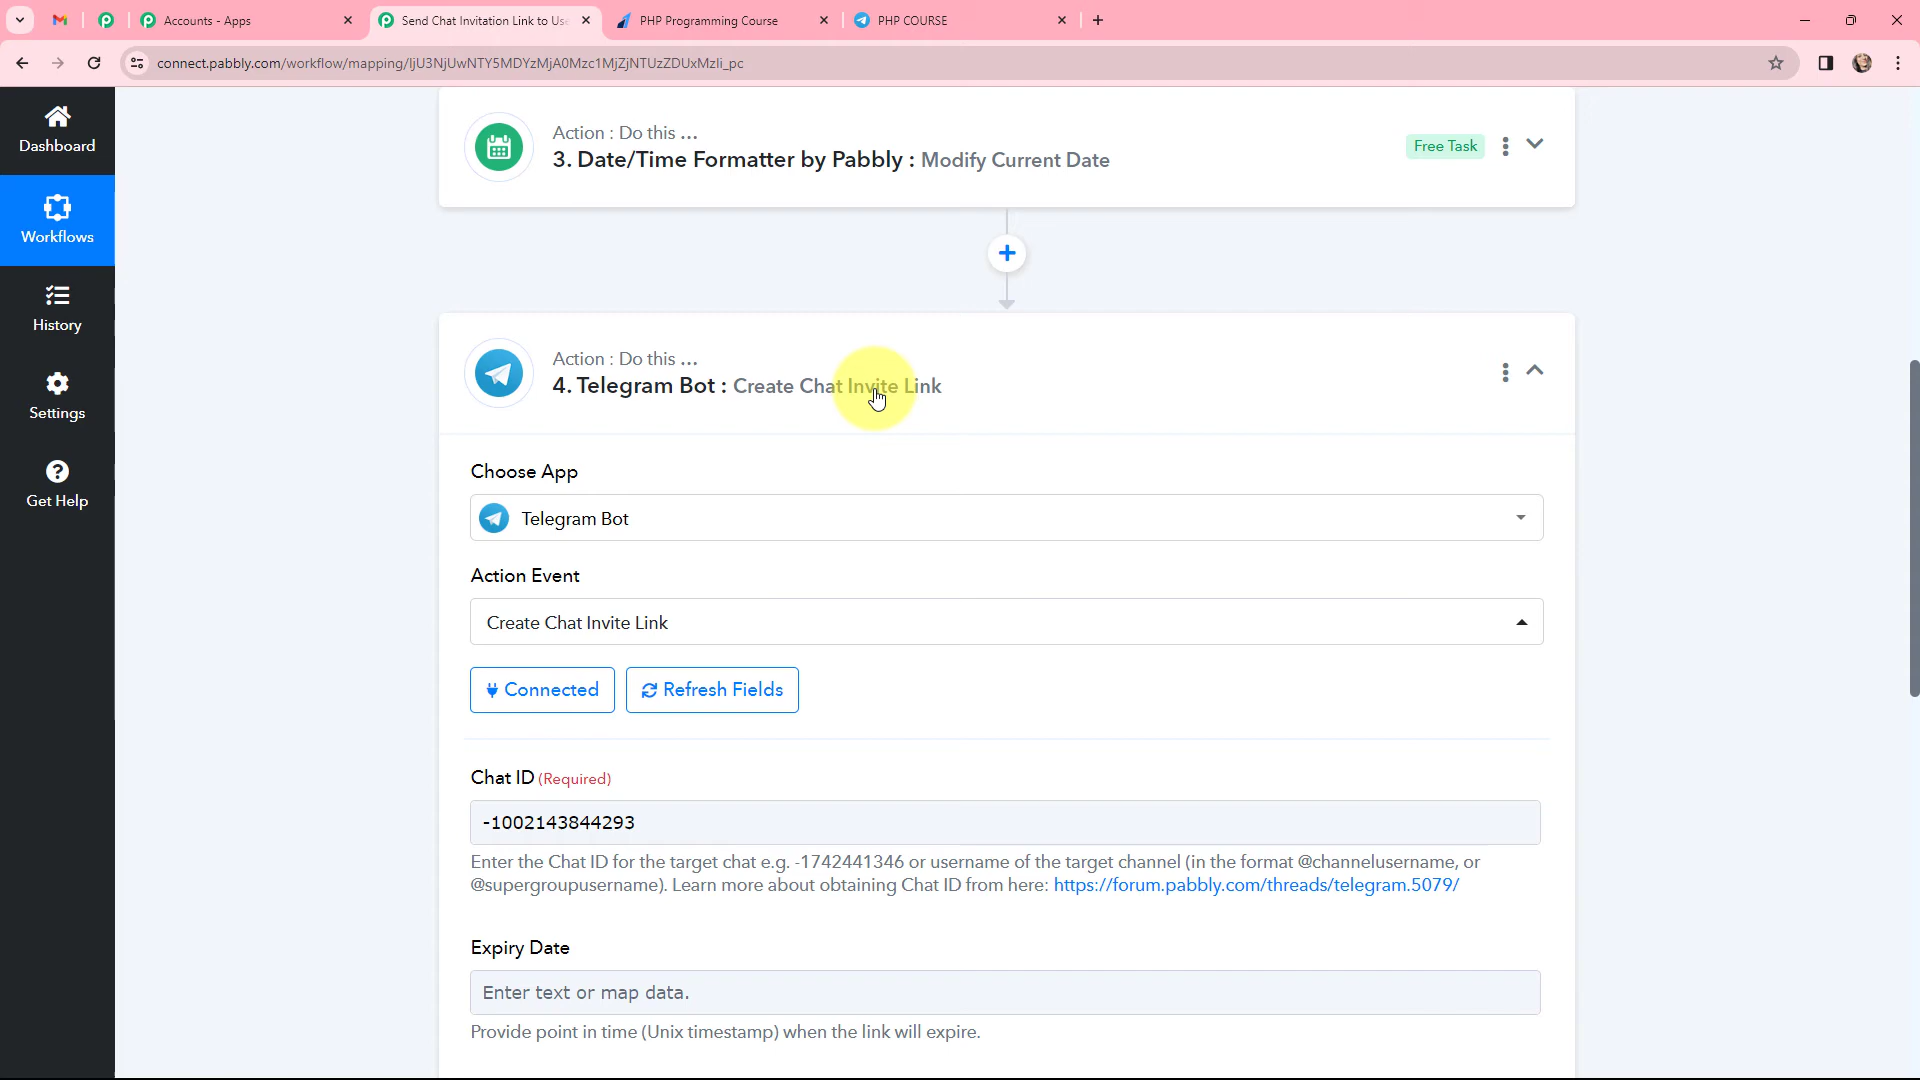 Accounts - Apps
Send Chat Invitation Link to Use
PHP Programming Course
PHP COURSE
connect.pabbly.com/workflow/mapping/IjU3NjUwNTY5MDYzMjA0Mzc1MjZjNTUzZDUxMzIi_pc
Dashboard
Workflows
History
Settings
Get Help
Action : Do this ...
3. Date/Time Formatter by Pabbly : Modify Current Date
Free Task
Action : Do this ...
4. Telegram Bot : Create Chat Invite Link
Choose App
Telegram Bot
Action Event
Create Chat Invite Link
Connected
Refresh Fields
Chat ID (Required)
-1002143844293
Enter the Chat ID for the target chat e.g. -1742441346 or username of the target channel (in the format @channelusername, or
@supergroupusername). Learn more about obtaining Chat ID from here: https://forum.pabbly.com/threads/telegram.5079/
Expiry Date
Enter text or map data.
Provide point in time (Unix timestamp) when the link will expire.